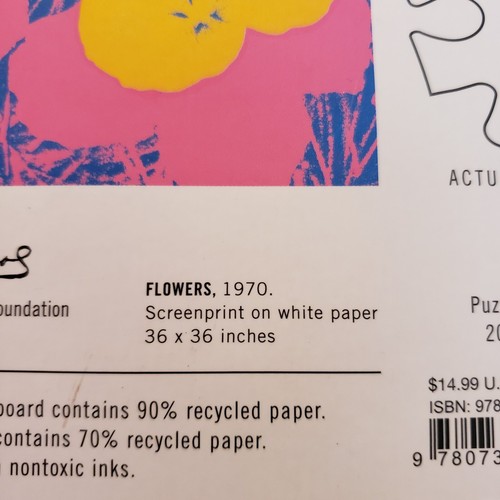 ACTU
FLOWERS, 1970.
Screenprint on white paper
36 x 36 inches
oundation
Puz
20
$14.99 U.
ISBN: 978
9 78073
board contains 90% recycled paper.
contains 70% recycled paper.
nontoxic inks.